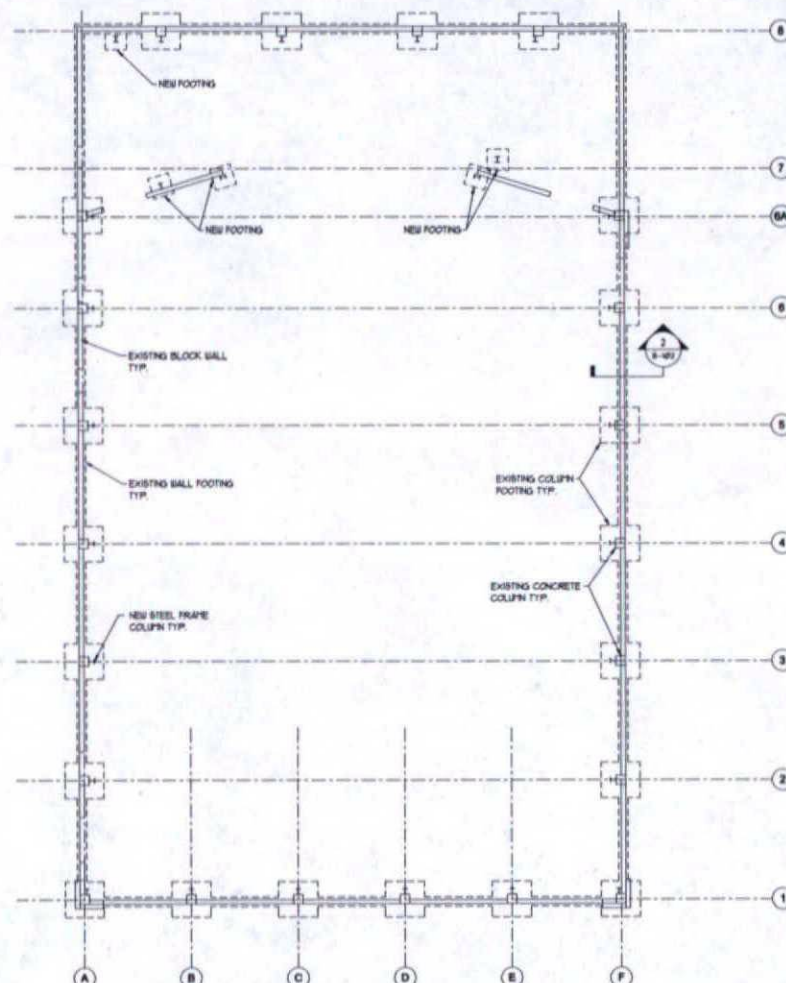 8
NEW FOOTING
7
6A
NEW FOOTING
NEW FOOTING
6
2
EXISTING BLOCK WALL
TYP.
5
EXISTING WALL FOOTING
TYP.
EXISTING COLUMN
FOOTING TYP.
4
EXISTING CONCRETE
COLUMN TYP.
NEW STEEL FRAME
COLUMN TYP.
3
2
1
A
B
C
D
E
F